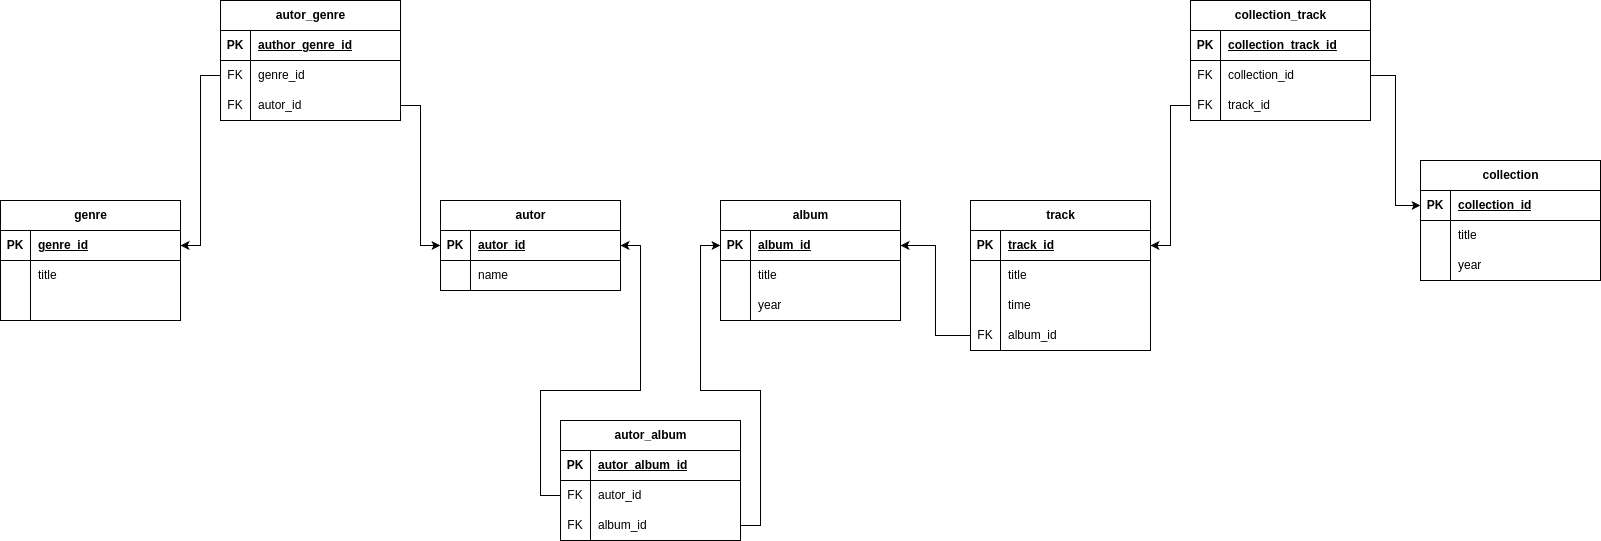 autor_genre
PK author_genre_id
FK genre_id
FK autor_id
collection_track
PK collection_track_id
FK collection_id
FK track_id
collection
PK collection_id
title
year
genre
PK genre_id
title
autor
PK autor_id
name
album
PK album_id
title
year
track
PK track_id
title
time
FK album_id
autor_album
PK autor_album_id
FK autor_id
FK album_id